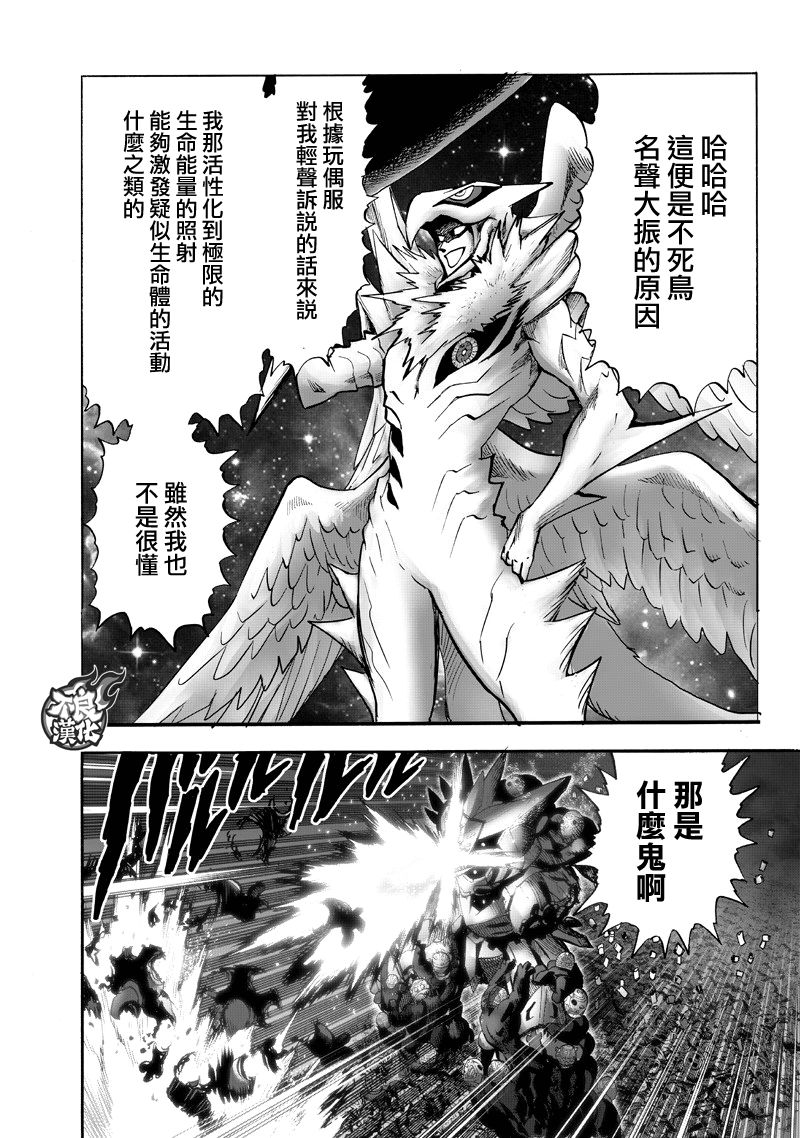 哈哈哈
這便是不死鳥
名聲大振的原因
根據玩偶服
對我輕聲訴說的話來說
我那活性化到極限的
生命能量的照射
能夠激發疑似生命體的活動
什麼之類的
雖然我也
不是很懂
那是
什麼鬼啊
漢化